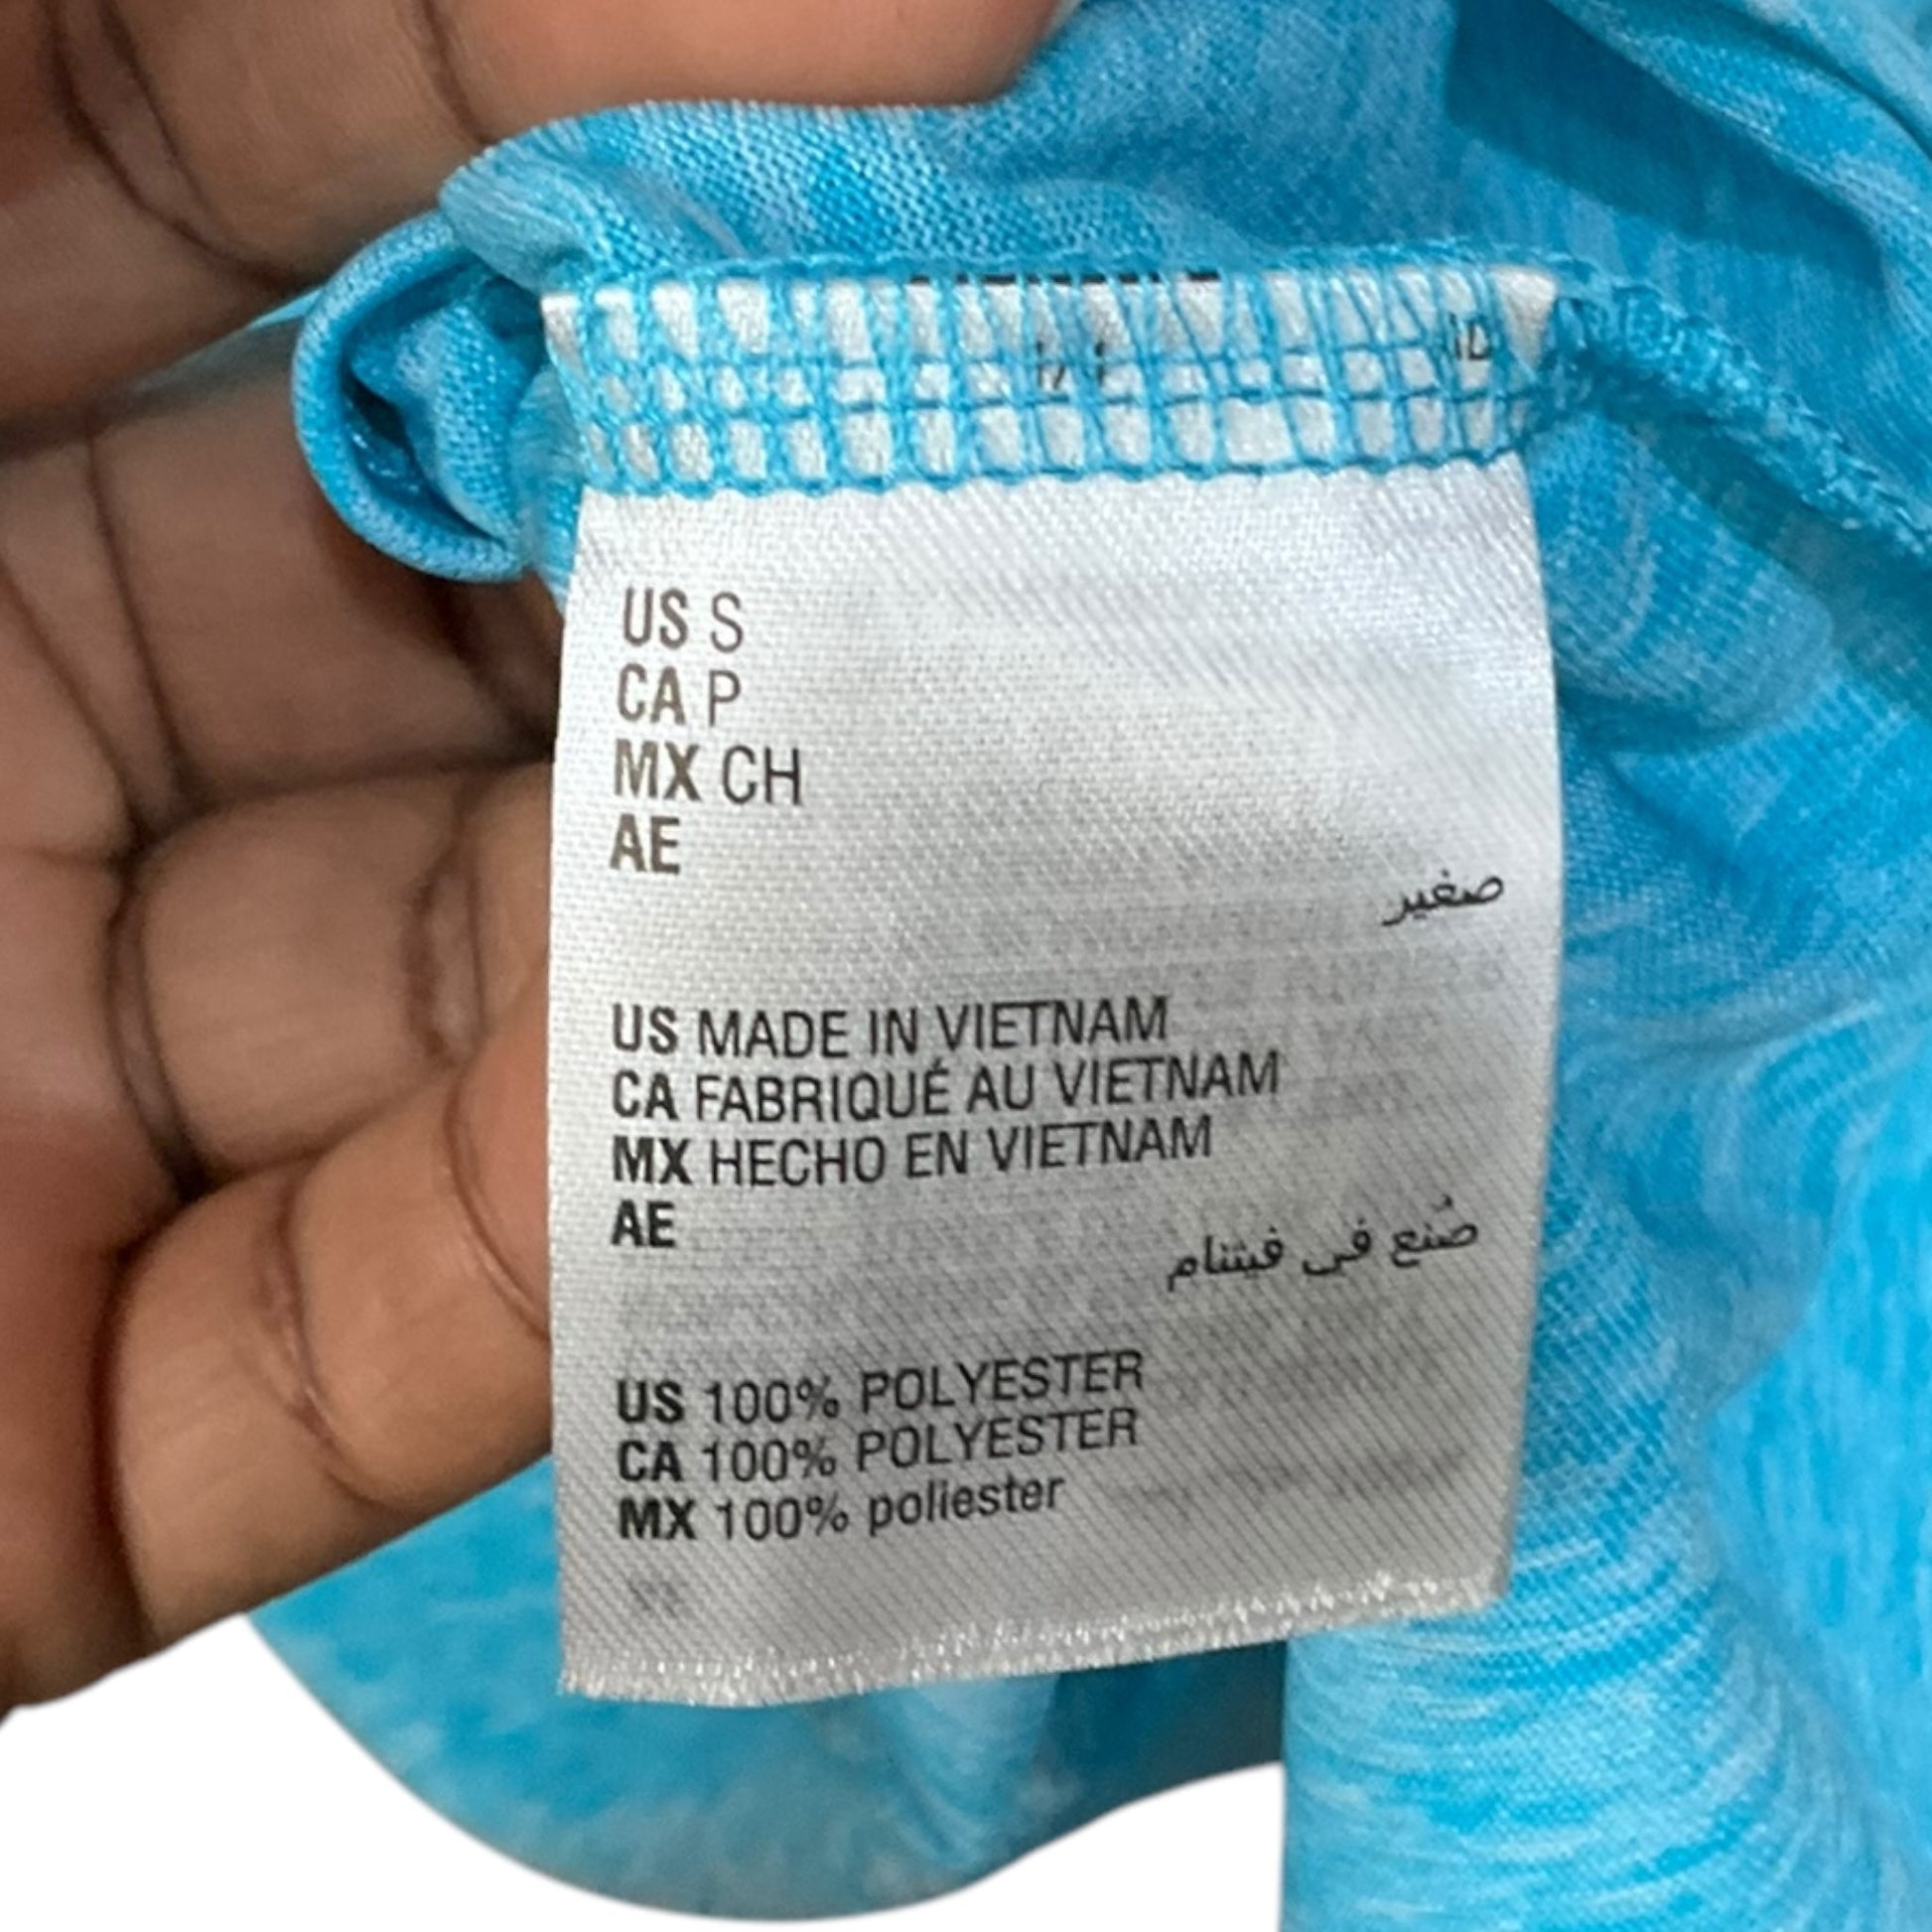 US S
CA P
MX CH
AE
صغير
US MADE IN VIETNAM
CA FABRIQUÉ AU VIETNAM
MX HECHO EN VIETNAM
AE
صُنع في فيتنام
US 100% POLYESTER
CA 100% POLYESTER
MX 100% poliester